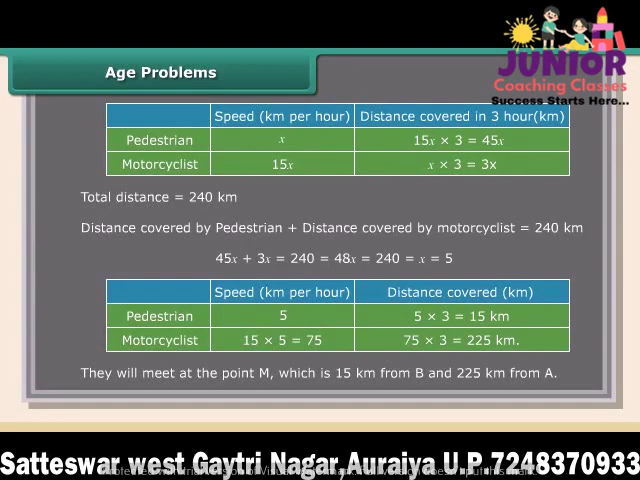 JUNIOR
Coaching Classes
Success Starts Here...
Age Problems
Speed (km per hour) Distance covered in 3 hour(km)
Pedestrian x 15x × 3 = 45x
Motorcyclist 15x x × 3 = 3x
Total distance = 240 km
Distance covered by Pedestrian + Distance covered by motorcyclist = 240 km
45x + 3x = 240 = 48x = 240 = x = 5
Speed (km per hour) Distance covered (km)
Pedestrian 5 5 × 3 = 15 km
Motorcyclist 15 × 5 = 75 75 × 3 = 225 km.
They will meet at the point M, which is 15 km from B and 225 km from A.
Satteswar west Gaytri Nagar,Auraiya U.P 7248370933